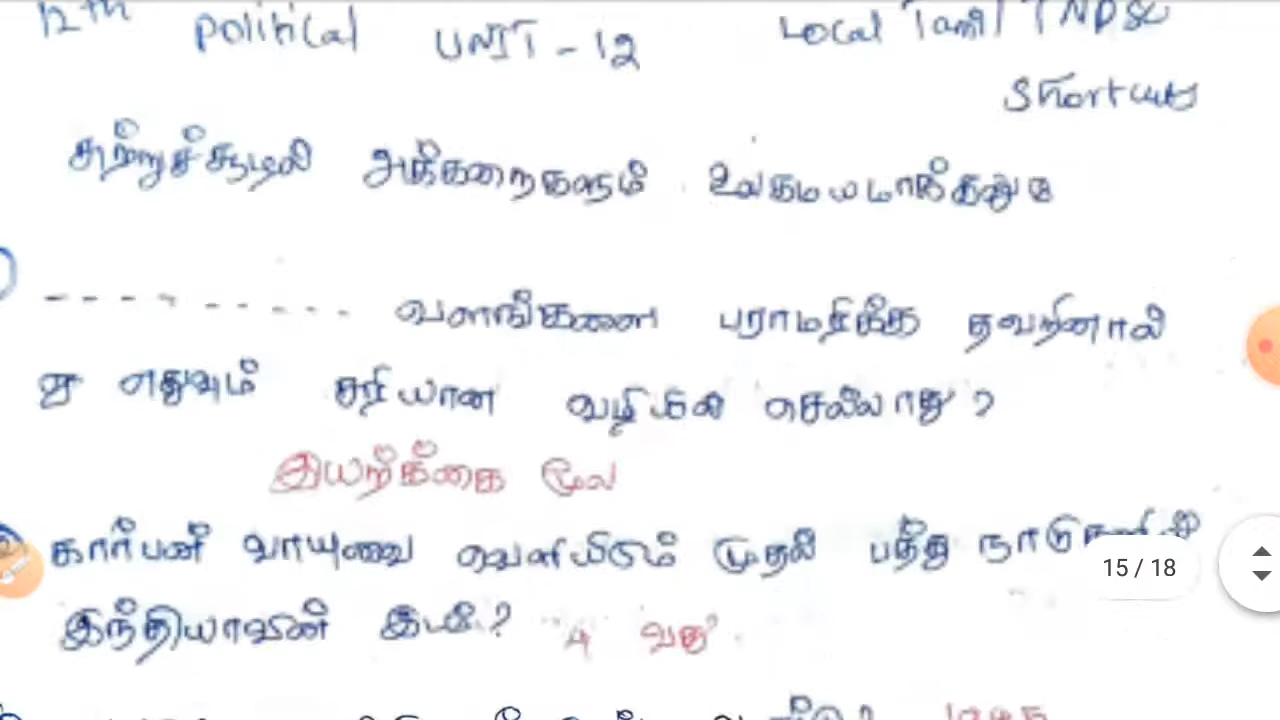 12th Political UNIT - 12 Local Tamil TNPSC
Shortcuts
சுற்றுச்சூழல் அக்கறைகளும் உலகமயமாக்கலும்
------------ வளங்களை பராமரிக்க தவறினால்
எதுவும் சரியான வழியில் செல்லாது?
இயற்கை மூல
கார்பன் வாயுவை வெளியிடும் முதல் பத்து நாடுகளில்
இந்தியாவின் இடம்?  4 வது
15 / 18